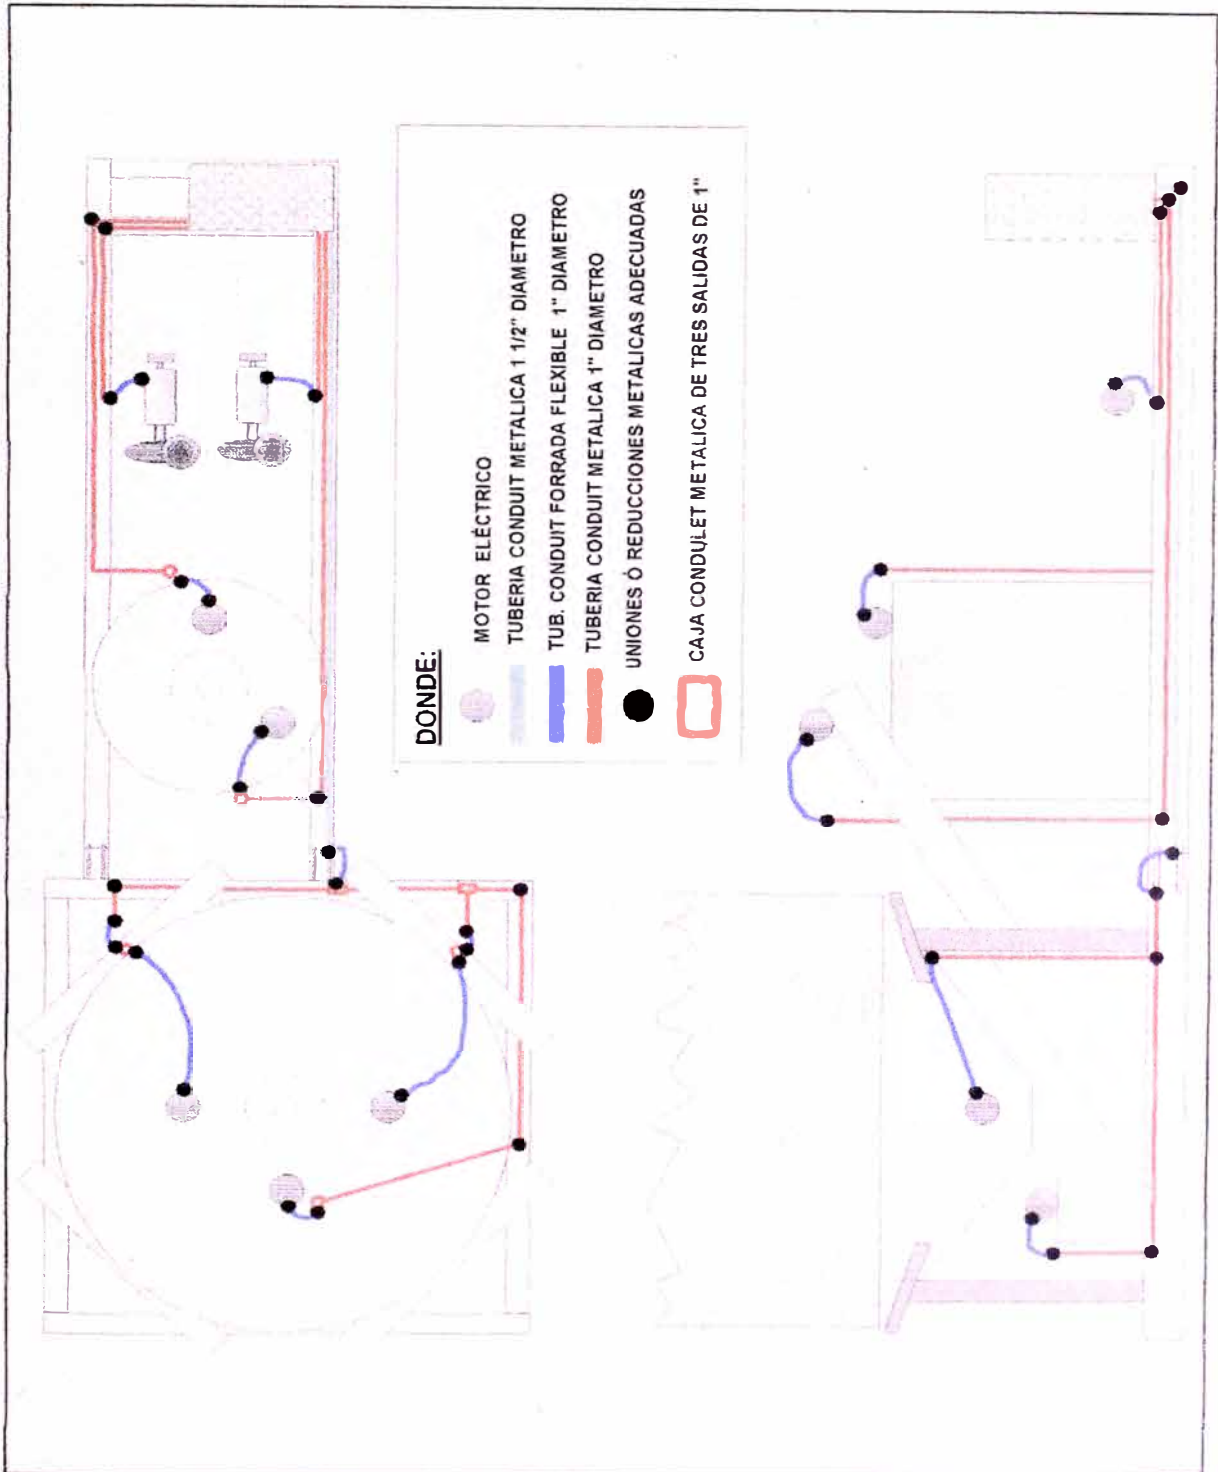 DONDE:
MOTOR ELÉCTRICO
TUBERIA CONDUIT METALICA 1 1/2" DIAMETRO
TUB. CONDUIT FORRADA FLEXIBLE 1" DIAMETRO
TUBERIA CONDUIT METALICA 1" DIAMETRO
UNIONES Ó REDUCCIONES METALICAS ADECUADAS
CAJA CONDULET METALICA DE TRES SALIDAS DE 1"